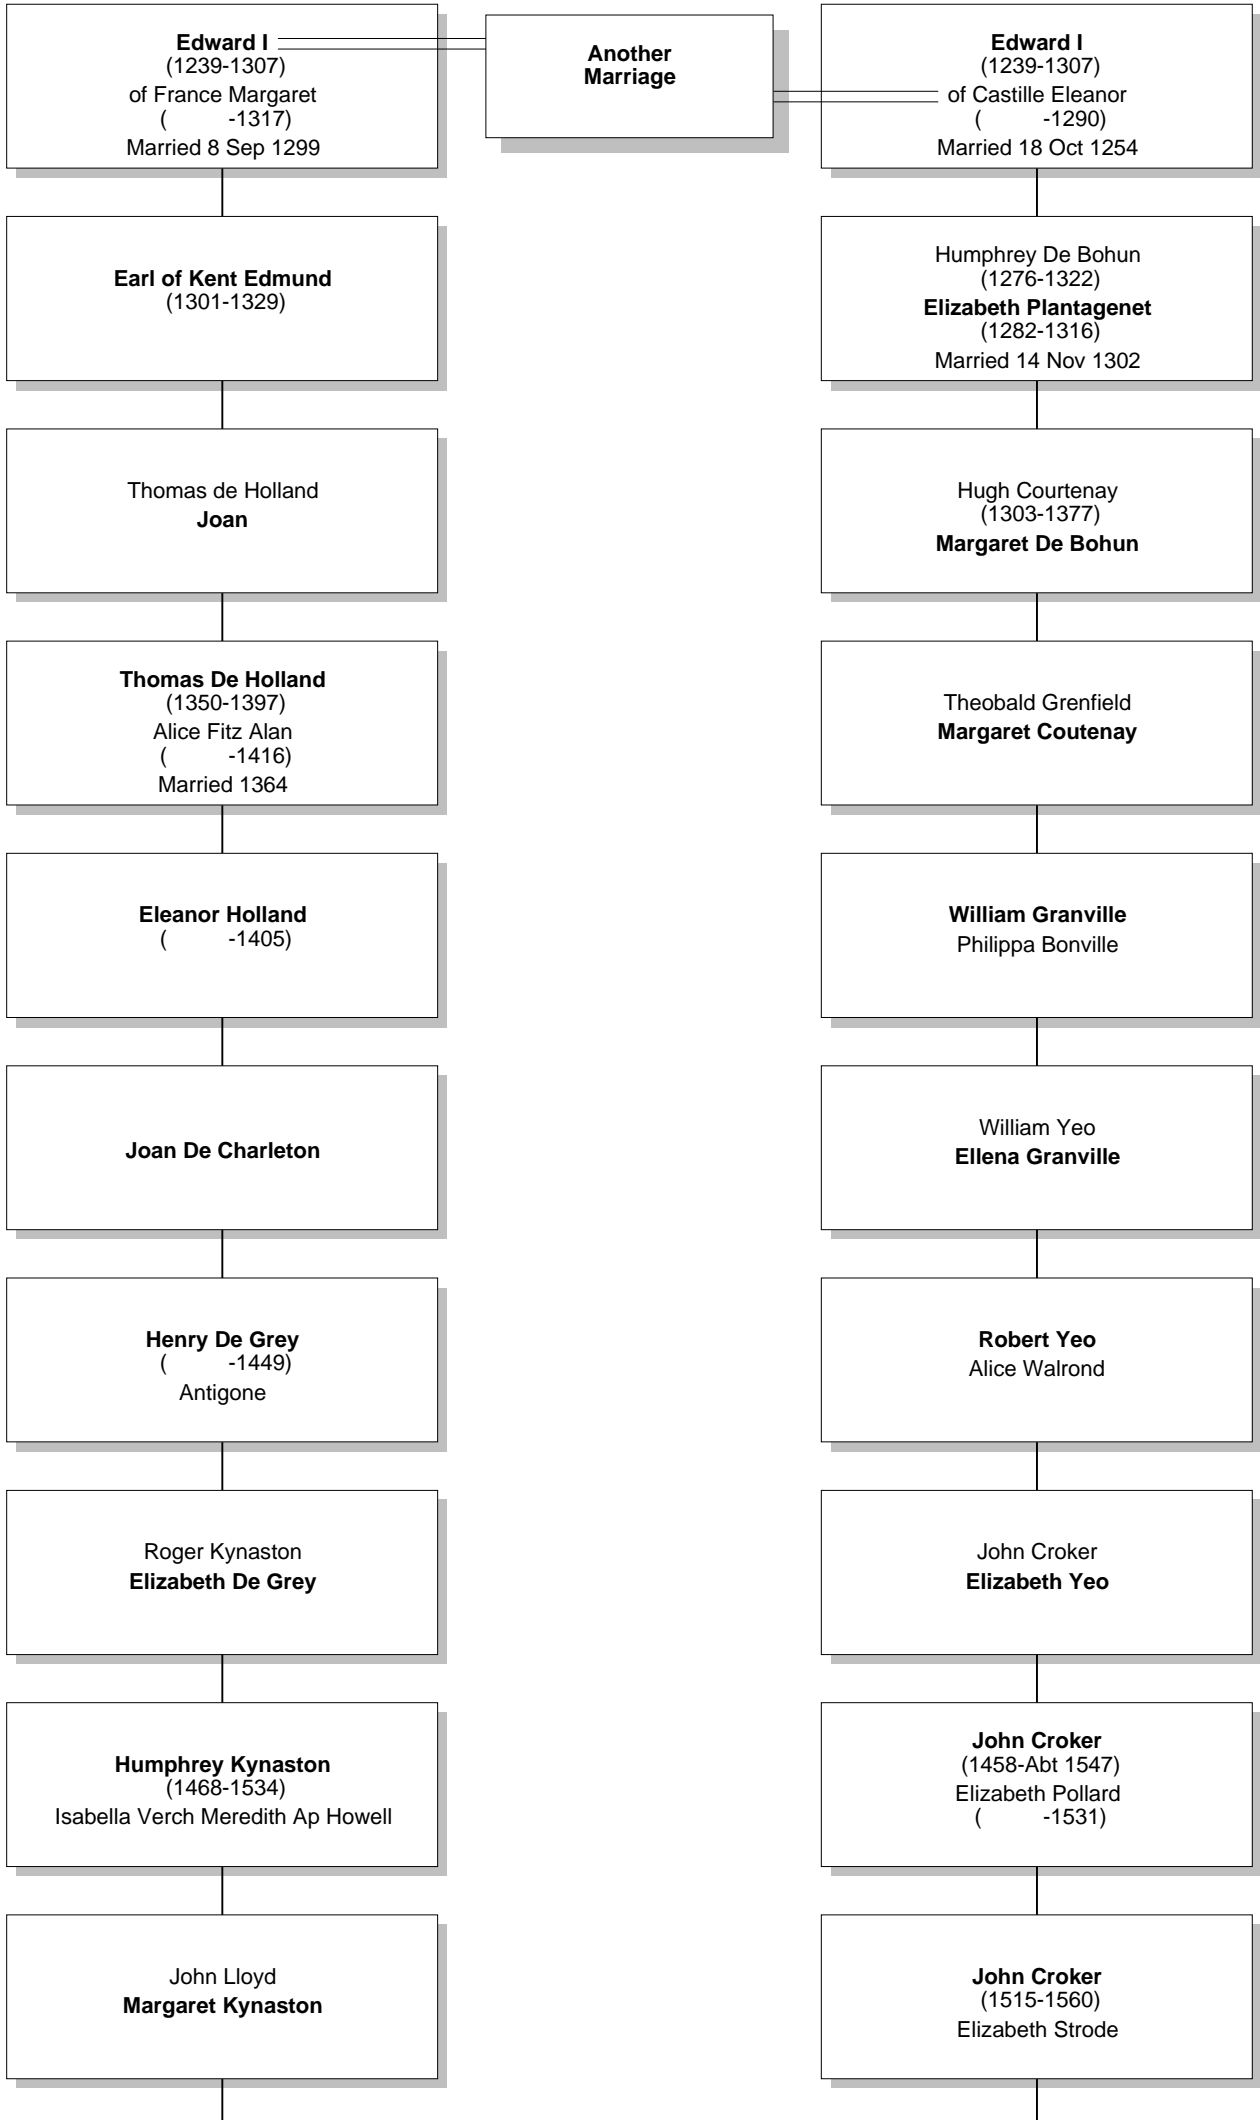 Edward I
(1239-1307)
of France Margaret
( -1317)
Married 8 Sep 1299
Another
Marriage
Edward I
(1239-1307)
of Castille Eleanor
( -1290)
Married 18 Oct 1254
Earl of Kent Edmund
(1301-1329)
Humphrey De Bohun
(1276-1322)
Elizabeth Plantagenet
(1282-1316)
Married 14 Nov 1302
Thomas de Holland
Joan
Hugh Courtenay
(1303-1377)
Margaret De Bohun
Thomas De Holland
(1350-1397)
Alice Fitz Alan
( -1416)
Married 1364
Theobald Grenfield
Margaret Coutenay
Eleanor Holland
( -1405)
William Granville
Philippa Bonville
Joan De Charleton
William Yeo
Ellena Granville
Henry De Grey
( -1449)
Antigone
Robert Yeo
Alice Walrond
Roger Kynaston
Elizabeth De Grey
John Croker
Elizabeth Yeo
Humphrey Kynaston
(1468-1534)
Isabella Verch Meredith Ap Howell
John Croker
(1458-Abt 1547)
Elizabeth Pollard
( -1531)
John Lloyd
Margaret Kynaston
John Croker
(1515-1560)
Elizabeth Strode